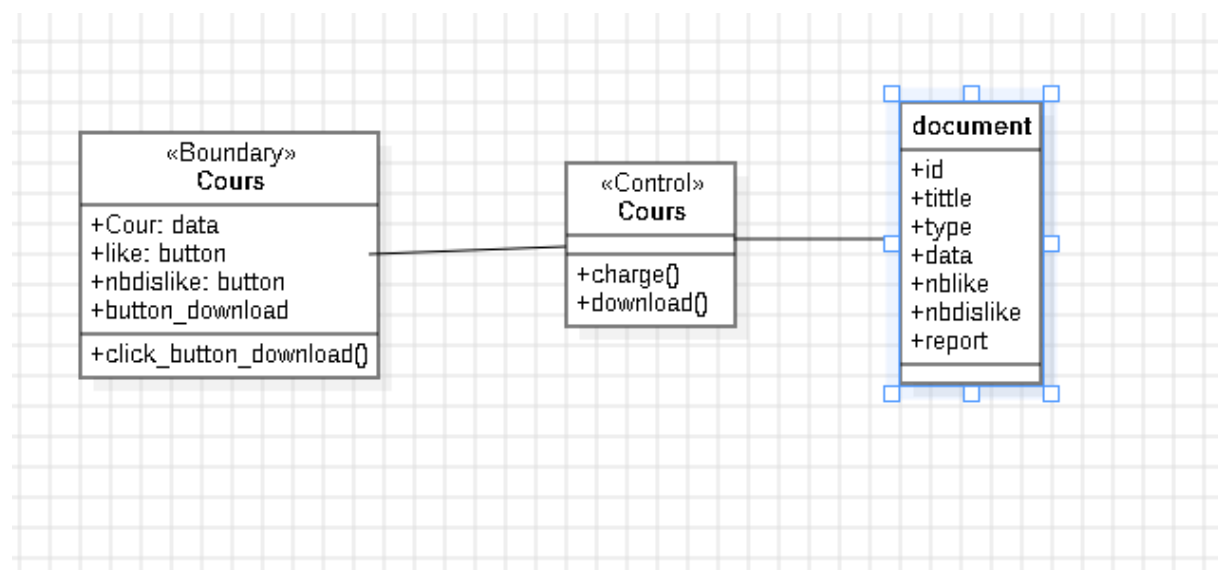 «Boundary»
Cours
+Cour: data
+like: button
+nbdislike: button
+button_download
+click_button_download()
«Control»
Cours
+charge()
+download()
document
+id
+tittle
+type
+data
+nblike
+nbdislike
+report